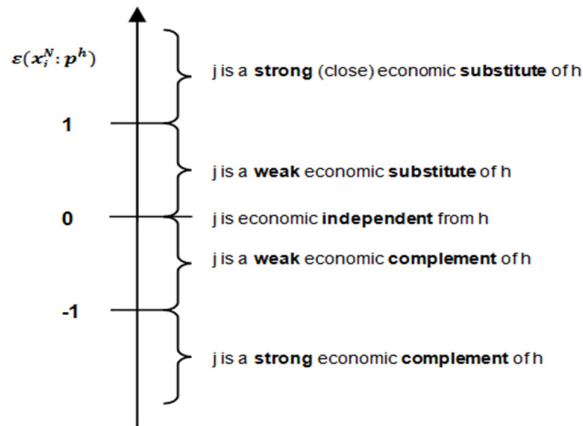 ε(x_i^N: p^h)
j is a strong (close) economic substitute of h
1
j is a weak economic substitute of h
0
j is economic independent from h
j is a weak economic complement of h
-1
j is a strong economic complement of h